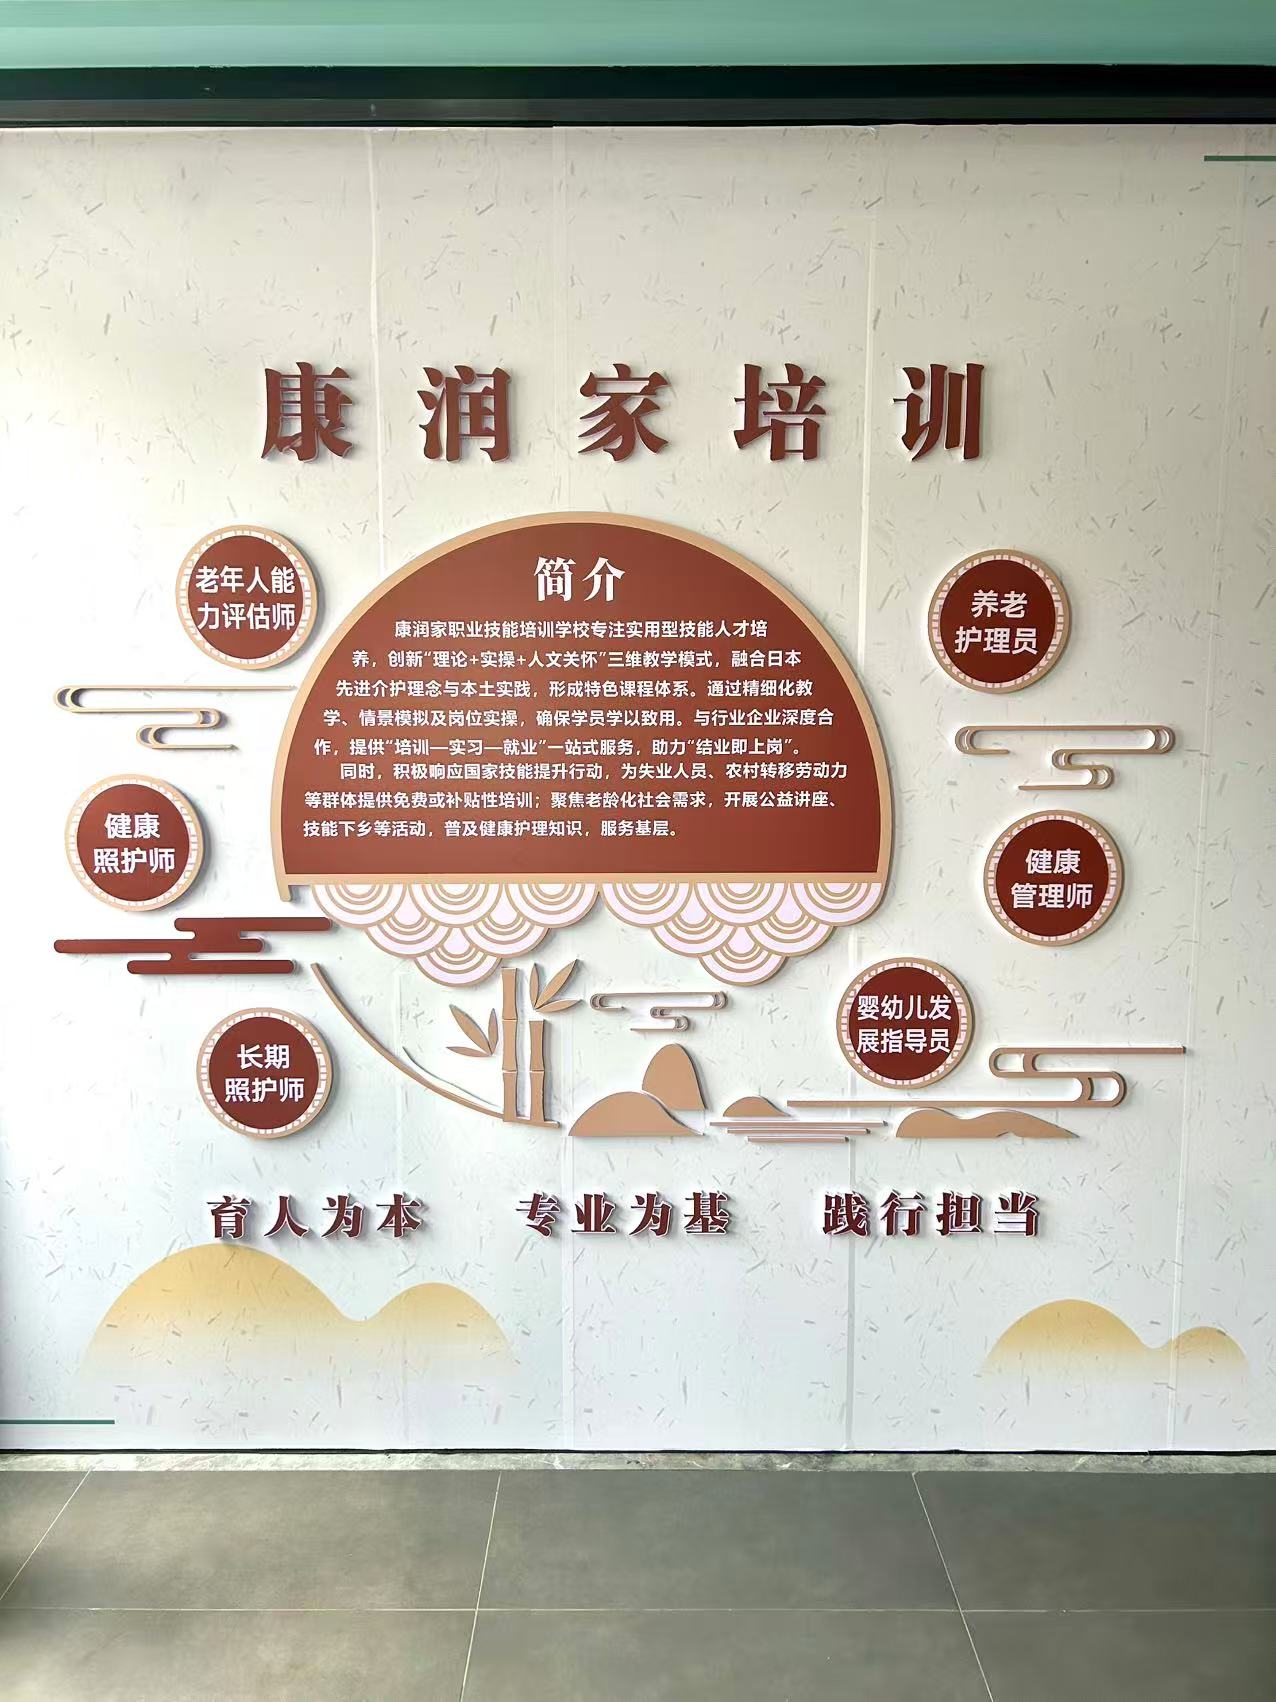 康润家培训
简介
康润家职业技能培训学校专注实用型技能人才培
养，创新“理论+实操+人文关怀”三维教学模式，融合日本
先进介护理念与本土实践，形成特色课程体系。通过精细化教
学、情景模拟及岗位实操，确保学员学以致用。与行业企业深度合
作，提供“培训—实习—就业”一站式服务，助力“结业即上岗”。
同时，积极响应国家技能提升行动，为失业人员、农村转移劳动力
等群体提供免费或补贴性培训；聚焦老龄化社会需求，开展公益讲座、
技能下乡等活动，普及健康护理知识，服务基层。
老年人能
力评估师
健康
照护师
长期
照护师
养老
护理员
健康
管理师
婴幼儿发
展指导员
育人为本 专业为基 践行担当